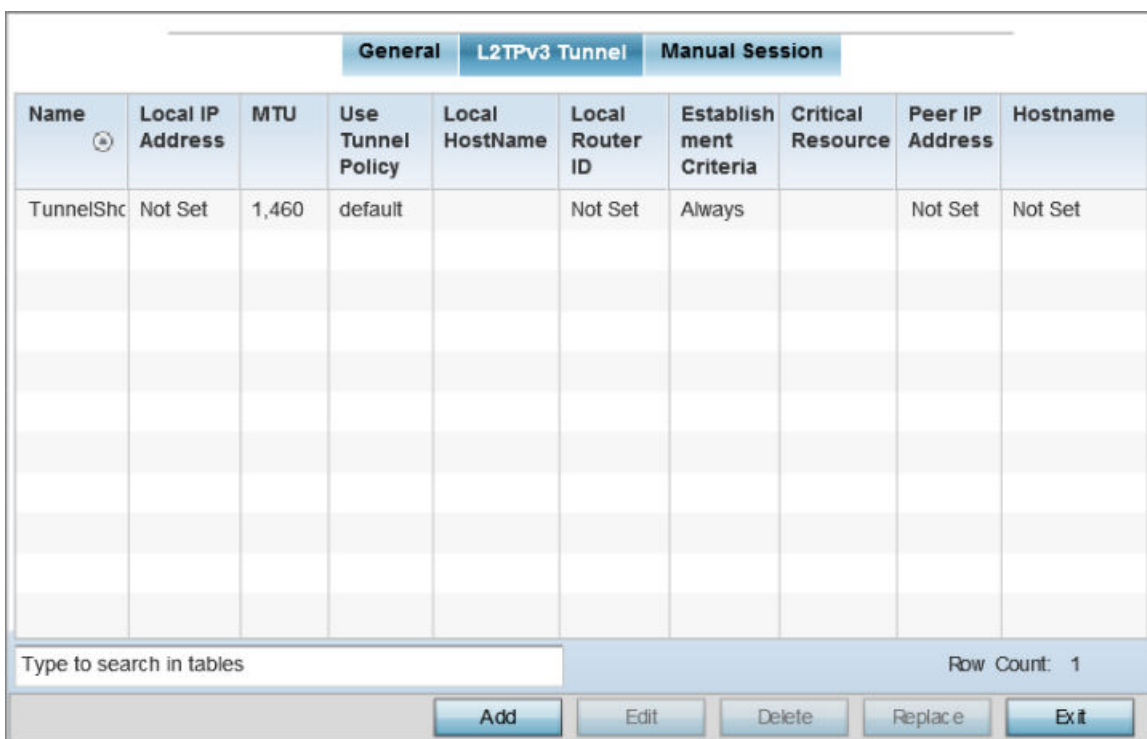 General L2TPv3 Tunnel Manual Session
Name Local IP Address MTU Use Tunnel Policy Local HostName Local Router ID Establish ment Criteria Critical Resource Peer IP Address Hostname
TunnelSho Not Set 1,460 default Not Set Always Not Set Not Set
Type to search in tables Row Count: 1
Add Edit Delete Replace Exit